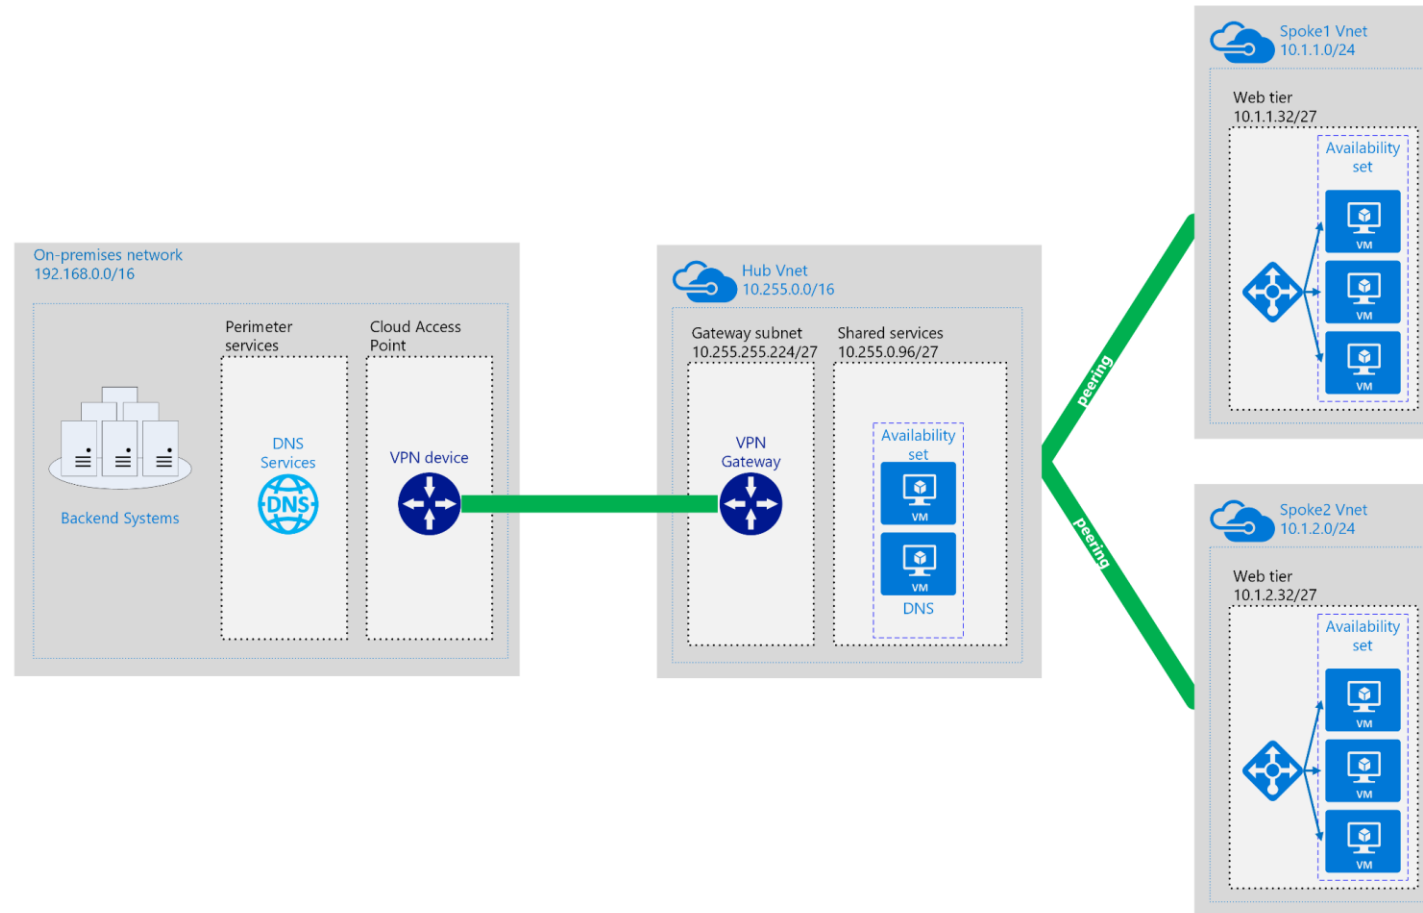 On-premises network
192.168.0.0/16
Perimeter
services
Cloud Access
Point
Backend Systems
DNS
Services
DNS
VPN device
Hub Vnet
10.255.0.0/16
Gateway subnet
10.255.255.224/27
Shared services
10.255.0.96/27
VPN
Gateway
Availability
set
VM
VM
DNS
peering
peering
Spoke1 Vnet
10.1.1.0/24
Web tier
10.1.1.32/27
Availability
set
VM
VM
VM
Spoke2 Vnet
10.1.2.0/24
Web tier
10.1.2.32/27
Availability
set
VM
VM
VM